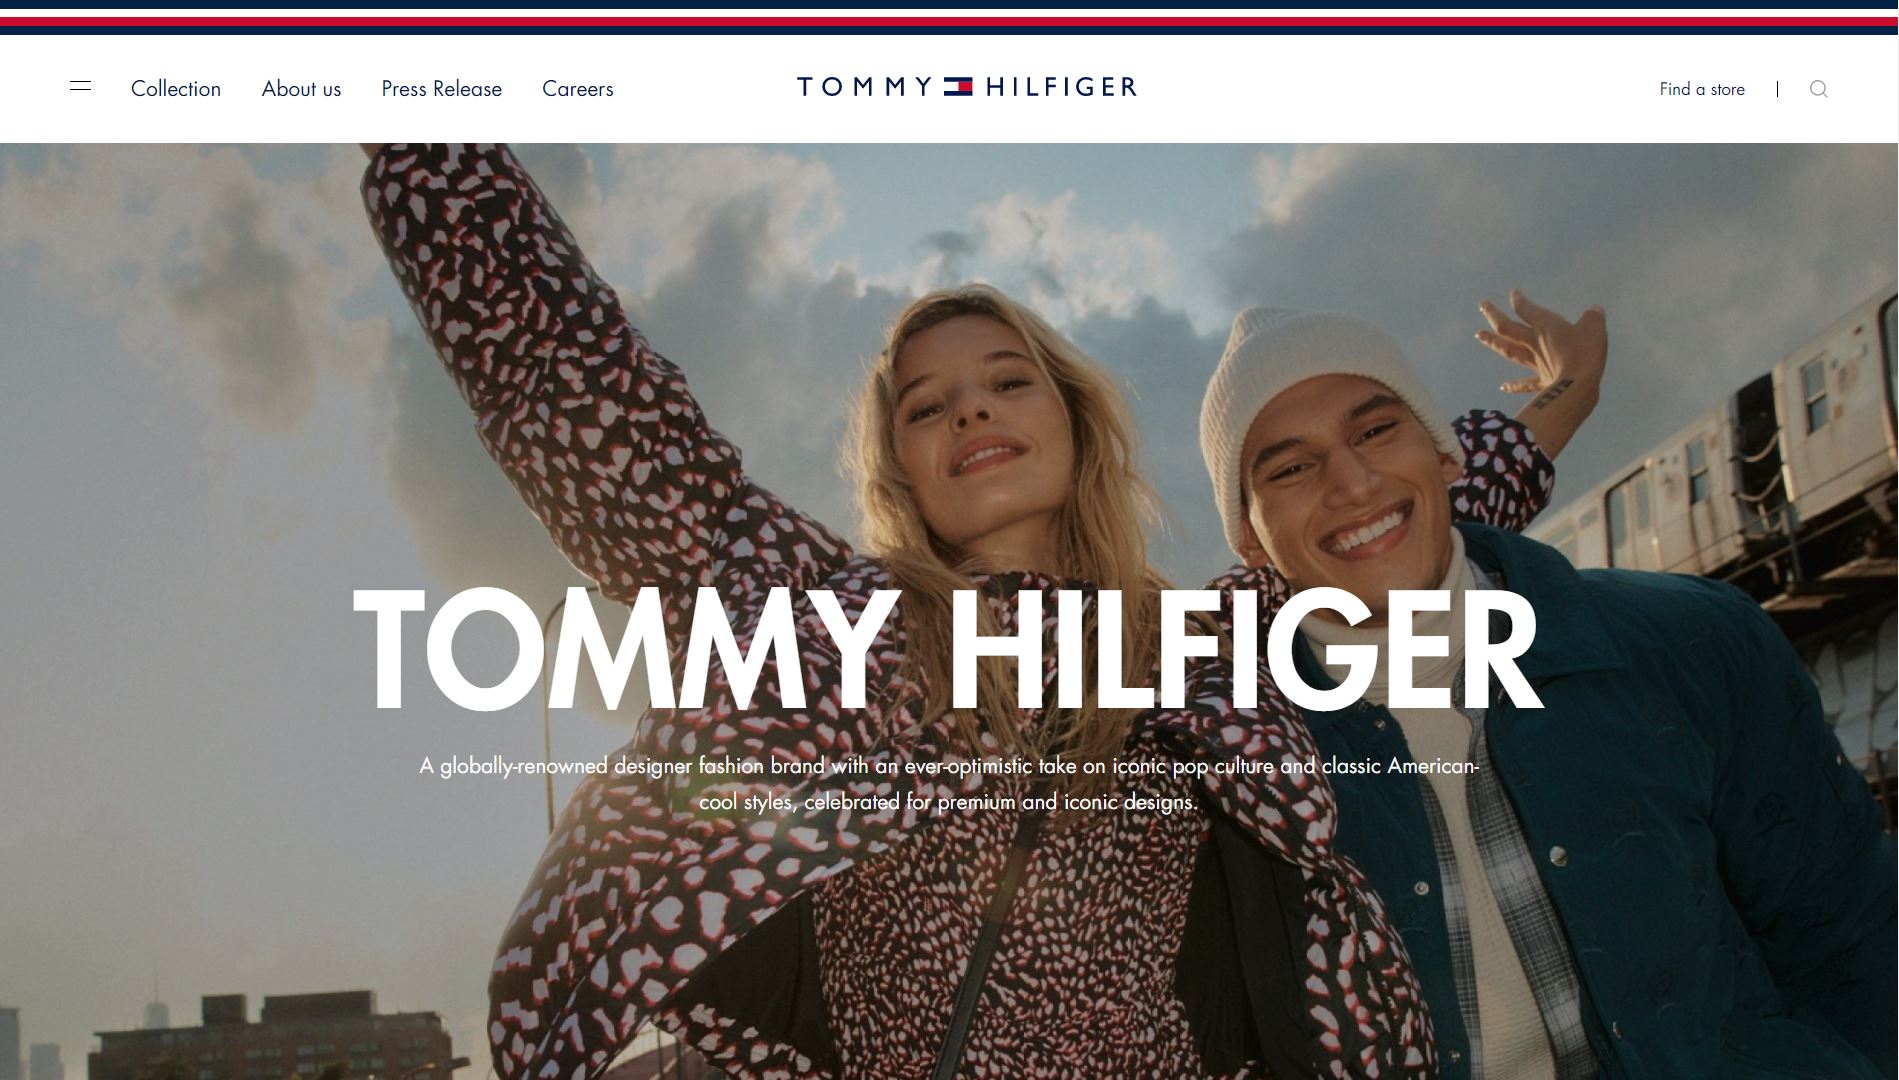 Collection About us Press Release Careers TOMMY HILFIGER Find a store
TOMMY HILFIGER
A globally-renowned designer fashion brand with an ever-optimistic take on iconic pop culture and classic American-
cool styles, celebrated for premium and iconic designs.